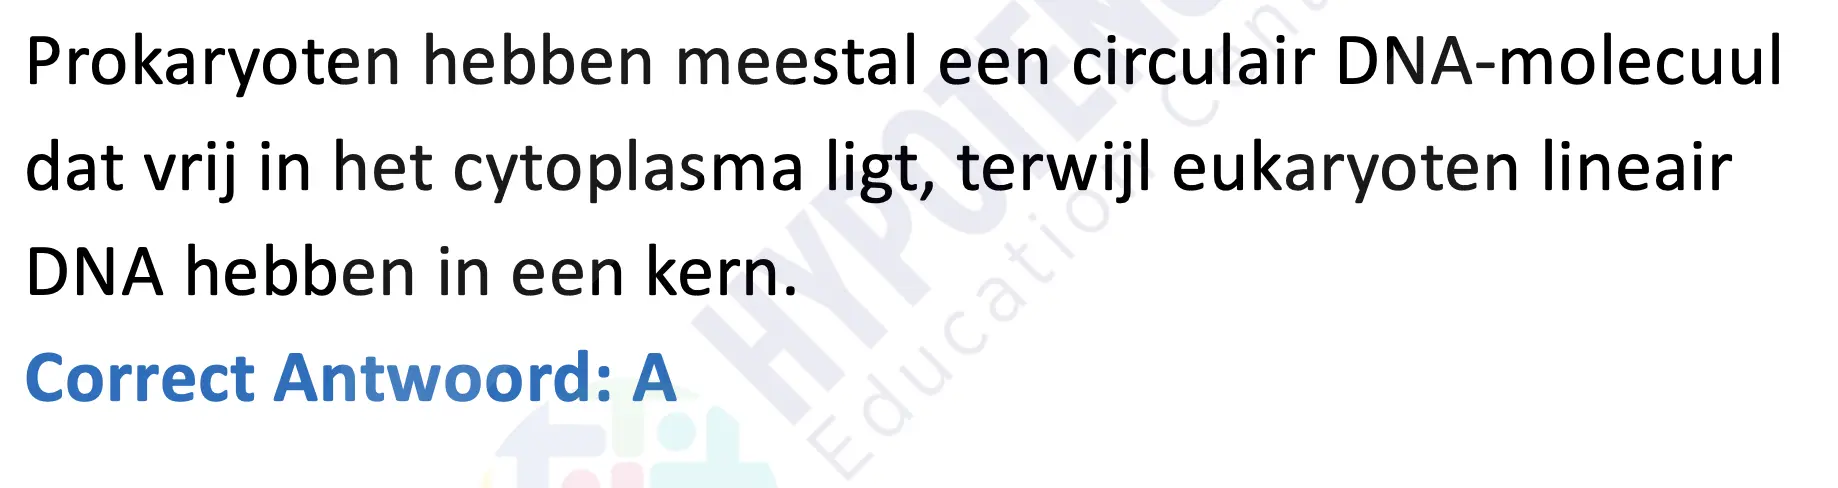 Prokaryoten hebben meestal een circulair DNA-molecuul
dat vrij in het cytoplasma ligt, terwijl eukaryoten lineair
DNA hebben in een kern.
Correct Antwoord: A
Education